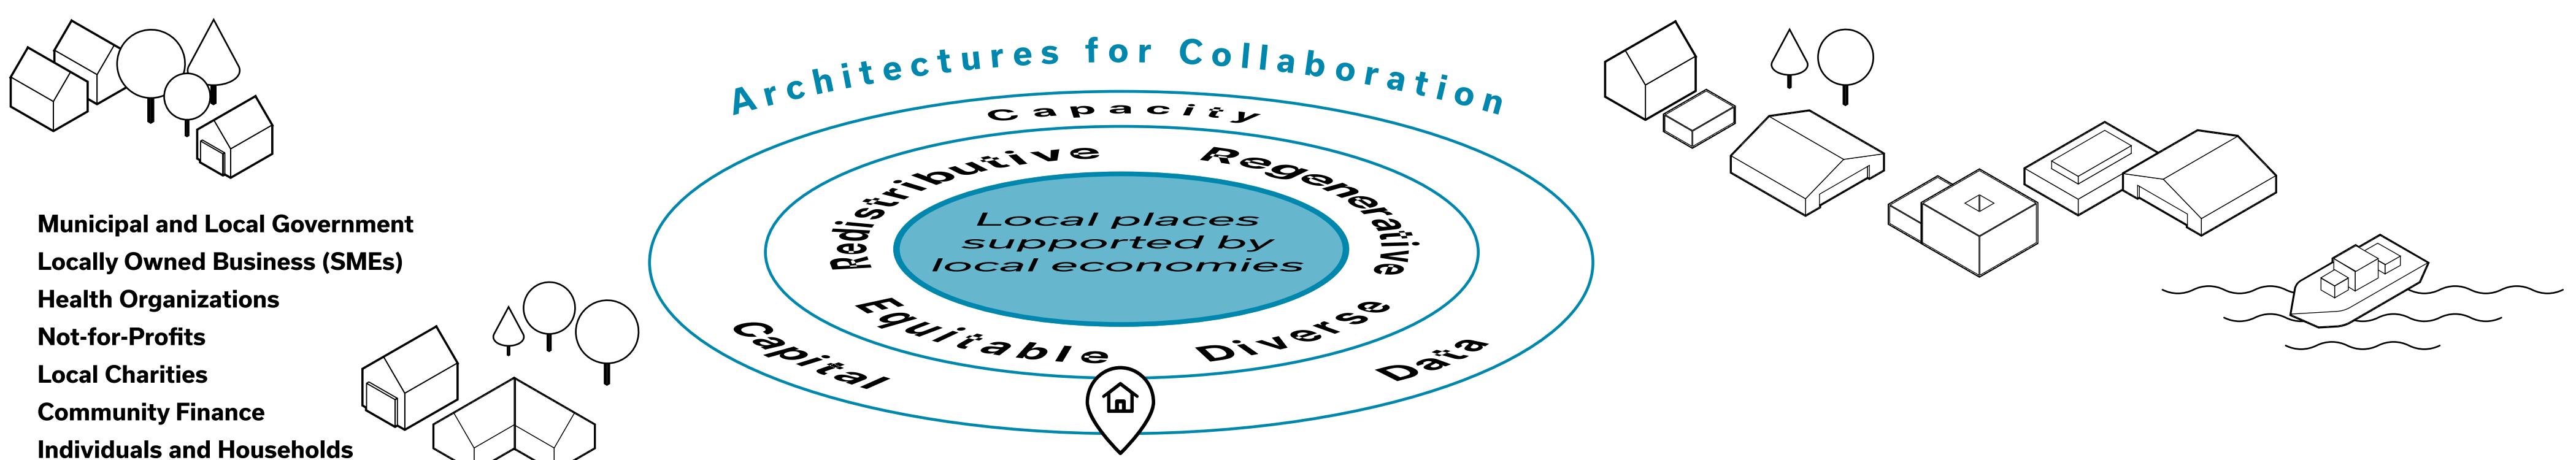 Architectures for Collaboration
Capacity
Redistributive
Regenerative
Local places
supported by
local economies
Equitable
Diverse
Capital
Data
Municipal and Local Government
Locally Owned Business (SMEs)
Health Organizations
Not-for-Profits
Local Charities
Community Finance
Individuals and Households